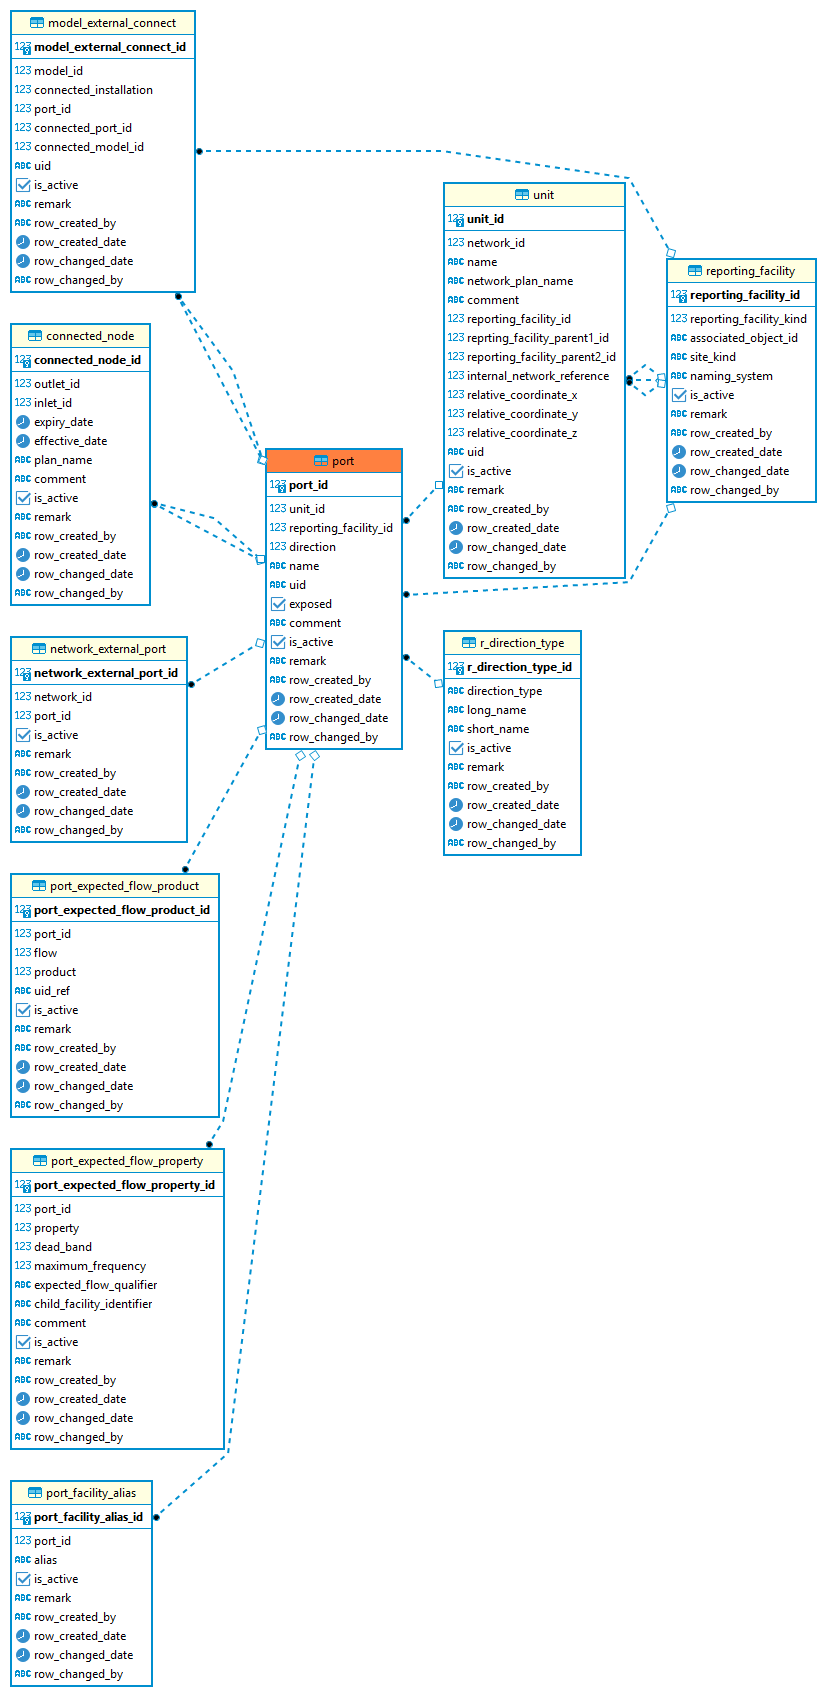 model_external_connect
123 model_external_connect_id
123 model_id
123 connected_installation
123 port_id
123 connected_port_id
123 connected_model_id
ABC uid
is_active
ABC remark
ABC row_created_by
row_created_date
row_changed_date
ABC row_changed_by
connected_node
123 connected_node_id
123 outlet_id
123 inlet_id
expiry_date
effective_date
ABC plan_name
ABC comment
is_active
ABC remark
ABC row_created_by
row_created_date
row_changed_date
ABC row_changed_by
network_external_port
123 network_external_port_id
123 network_id
123 port_id
is_active
ABC remark
ABC row_created_by
row_created_date
row_changed_date
ABC row_changed_by
port_expected_flow_product
123 port_expected_flow_product_id
123 port_id
123 flow
123 product
ABC uid_ref
is_active
ABC remark
ABC row_created_by
row_created_date
row_changed_date
ABC row_changed_by
port_expected_flow_property
123 port_expected_flow_property_id
123 port_id
123 property
123 dead_band
123 maximum_frequency
ABC expected_flow_qualifier
ABC child_facility_identifier
ABC comment
is_active
ABC remark
ABC row_created_by
row_created_date
row_changed_date
ABC row_changed_by
port_facility_alias
123 port_facility_alias_id
123 port_id
ABC alias
is_active
ABC remark
ABC row_created_by
row_created_date
row_changed_date
ABC row_changed_by
port
123 port_id
123 unit_id
123 reporting_facility_id
123 direction
ABC name
ABC uid
exposed
ABC comment
is_active
ABC remark
ABC row_created_by
row_created_date
row_changed_date
ABC row_changed_by
unit
123 unit_id
123 network_id
ABC name
ABC network_plan_name
ABC comment
123 reporting_facility_id
123 reprting_facility_parent1_id
123 reporting_facility_parent2_id
123 internal_network_reference
123 relative_coordinate_x
123 relative_coordinate_y
123 relative_coordinate_z
ABC uid
is_active
ABC remark
ABC row_created_by
row_created_date
row_changed_date
ABC row_changed_by
r_direction_type
123 r_direction_type_id
ABC direction_type
ABC long_name
ABC short_name
is_active
ABC remark
ABC row_created_by
row_created_date
row_changed_date
ABC row_changed_by
reporting_facility
123 reporting_facility_id
123 reporting_facility_kind
ABC associated_object_id
ABC site_kind
ABC naming_system
is_active
ABC remark
ABC row_created_by
row_created_date
row_changed_date
ABC row_changed_by